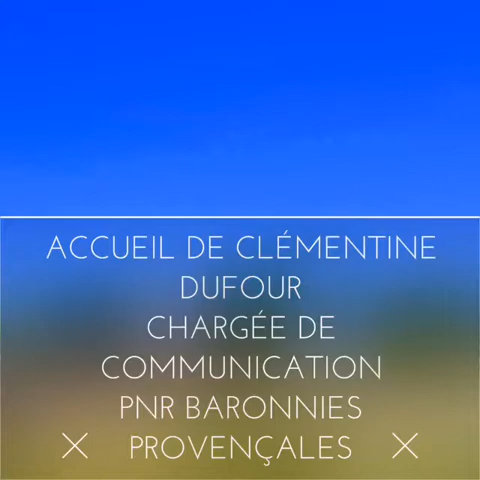 ACCUEIL DE CLÉMENTINE
DUFOUR
CHARGÉE DE
COMMUNICATION
PNR BARONNIES
PROVENÇALES